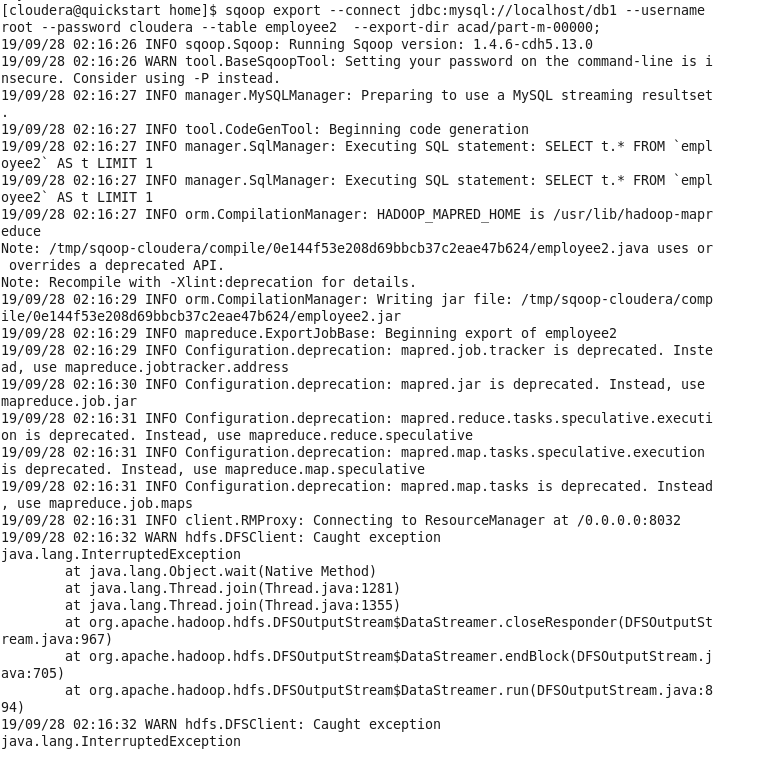 [cloudera@quickstart home]$ sqoop export --connect jdbc:mysql://localhost/db1 --username
root --password cloudera --table employee2  --export-dir acad/part-m-00000;
19/09/28 02:16:26 INFO sqoop.Sqoop: Running Sqoop version: 1.4.6-cdh5.13.0
19/09/28 02:16:26 WARN tool.BaseSqoopTool: Setting your password on the command-line is i
nsecure. Consider using -P instead.
19/09/28 02:16:27 INFO manager.MySQLManager: Preparing to use a MySQL streaming resultset
.
19/09/28 02:16:27 INFO tool.CodeGenTool: Beginning code generation
19/09/28 02:16:27 INFO manager.SqlManager: Executing SQL statement: SELECT t.* FROM `empl
oyee2` AS t LIMIT 1
19/09/28 02:16:27 INFO manager.SqlManager: Executing SQL statement: SELECT t.* FROM `empl
oyee2` AS t LIMIT 1
19/09/28 02:16:27 INFO orm.CompilationManager: HADOOP_MAPRED_HOME is /usr/lib/hadoop-mapr
educe
Note: /tmp/sqoop-cloudera/compile/0e144f53e208d69bbcb37c2eae47b624/employee2.java uses or
 overrides a deprecated API.
Note: Recompile with -Xlint:deprecation for details.
19/09/28 02:16:29 INFO orm.CompilationManager: Writing jar file: /tmp/sqoop-cloudera/comp
ile/0e144f53e208d69bbcb37c2eae47b624/employee2.jar
19/09/28 02:16:29 INFO mapreduce.ExportJobBase: Beginning export of employee2
19/09/28 02:16:29 INFO Configuration.deprecation: mapred.job.tracker is deprecated. Inste
ad, use mapreduce.jobtracker.address
19/09/28 02:16:30 INFO Configuration.deprecation: mapred.jar is deprecated. Instead, use
mapreduce.job.jar
19/09/28 02:16:31 INFO Configuration.deprecation: mapred.reduce.tasks.speculative.executi
on is deprecated. Instead, use mapreduce.reduce.speculative
19/09/28 02:16:31 INFO Configuration.deprecation: mapred.map.tasks.speculative.execution
is deprecated. Instead, use mapreduce.map.speculative
19/09/28 02:16:31 INFO Configuration.deprecation: mapred.map.tasks is deprecated. Instead
, use mapreduce.job.maps
19/09/28 02:16:31 INFO client.RMProxy: Connecting to ResourceManager at /0.0.0.0:8032
19/09/28 02:16:32 WARN hdfs.DFSClient: Caught exception
java.lang.InterruptedException
        at java.lang.Object.wait(Native Method)
        at java.lang.Thread.join(Thread.java:1281)
        at java.lang.Thread.join(Thread.java:1355)
        at org.apache.hadoop.hdfs.DFSOutputStream$DataStreamer.closeResponder(DFSOutputSt
ream.java:967)
        at org.apache.hadoop.hdfs.DFSOutputStream$DataStreamer.endBlock(DFSOutputStream.j
ava:705)
        at org.apache.hadoop.hdfs.DFSOutputStream$DataStreamer.run(DFSOutputStream.java:8
94)
19/09/28 02:16:32 WARN hdfs.DFSClient: Caught exception
java.lang.InterruptedException